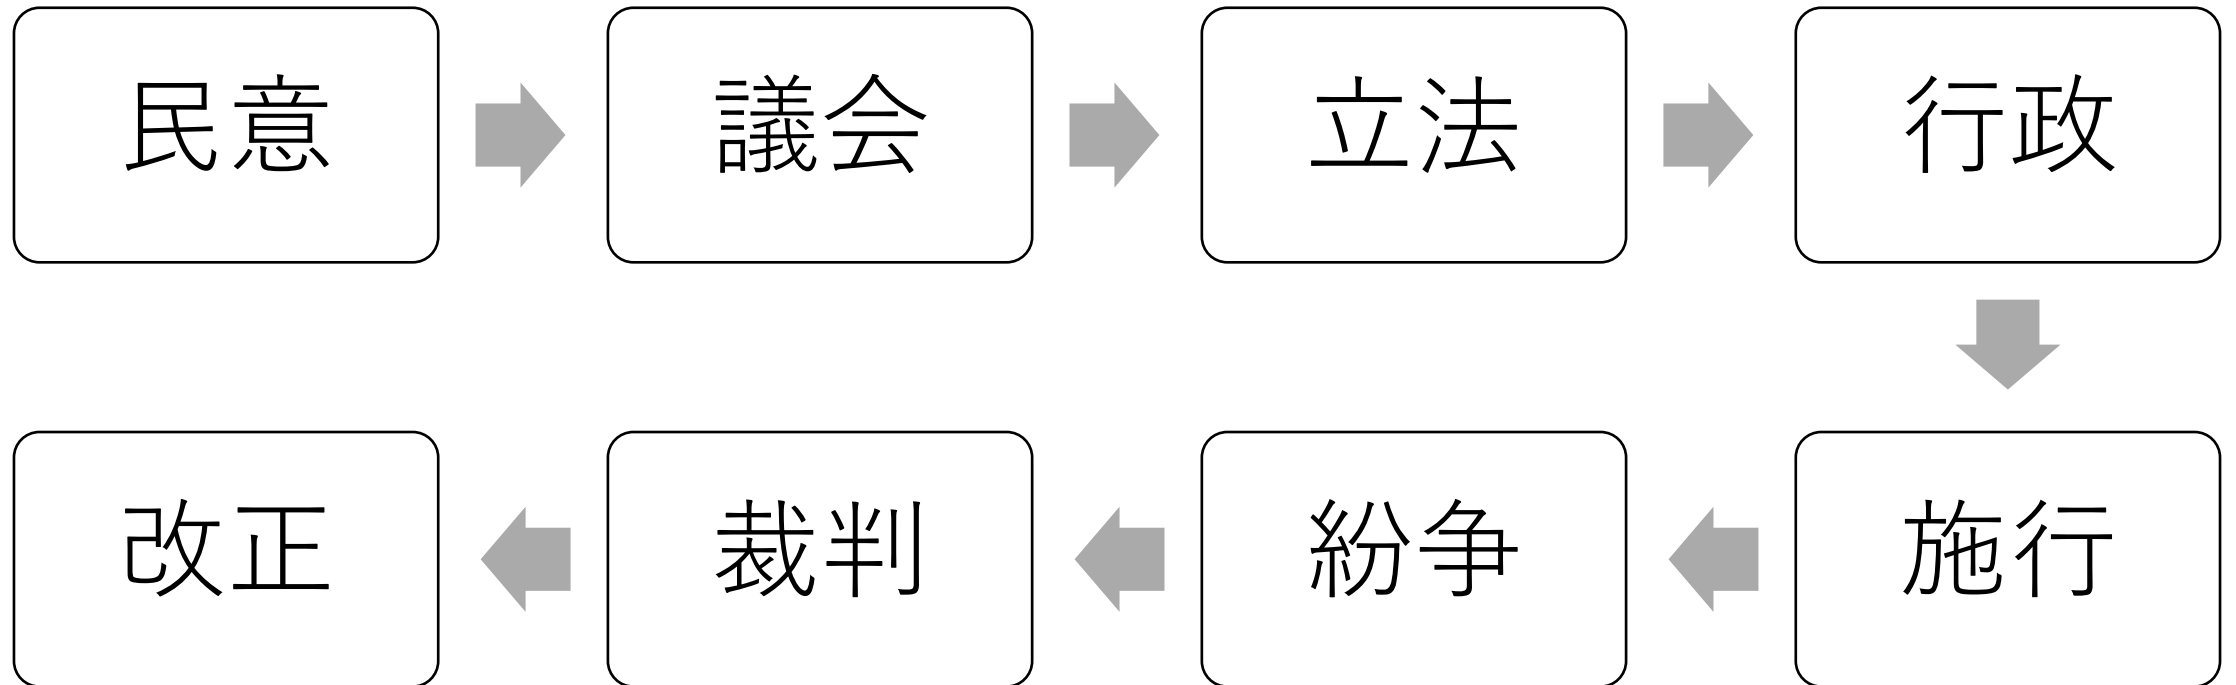 民意
議会
立法
行政
施行
紛争
裁判
改正